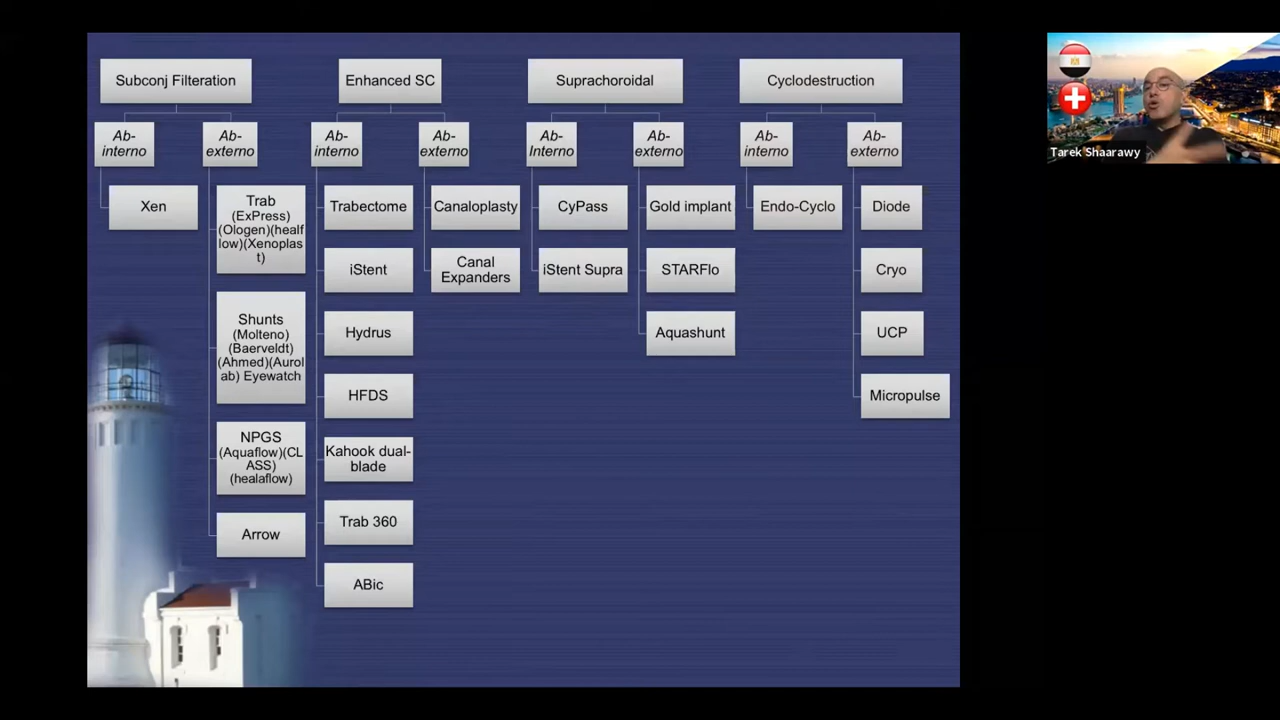 Subconj Filteration
Enhanced SC
Suprachoroidal
Cyclodestruction
Ab-
interno
Ab-
externo
Ab-
interno
Ab-
externo
Ab-
Interno
Ab-
externo
Ab-
interno
Ab-
externo
Xen
Trab
(ExPress)
(Ologen)(healf
low)(Xenoplas
t)
Shunts
(Molteno)
(Baerveldt)
(Ahmed)(Aurol
ab) Eyewatch
NPGS
(Aquaflow)(CL
ASS)
(healaflow)
Arrow
Trabectome
iStent
Hydrus
HFDS
Kahook dual-
blade
Trab 360
ABic
Canaloplasty
Canal
Expanders
CyPass
iStent Supra
Gold implant
STARFlo
Aquashunt
Endo-Cyclo
Diode
Cryo
UCP
Micropulse
Tarek Shaarawy